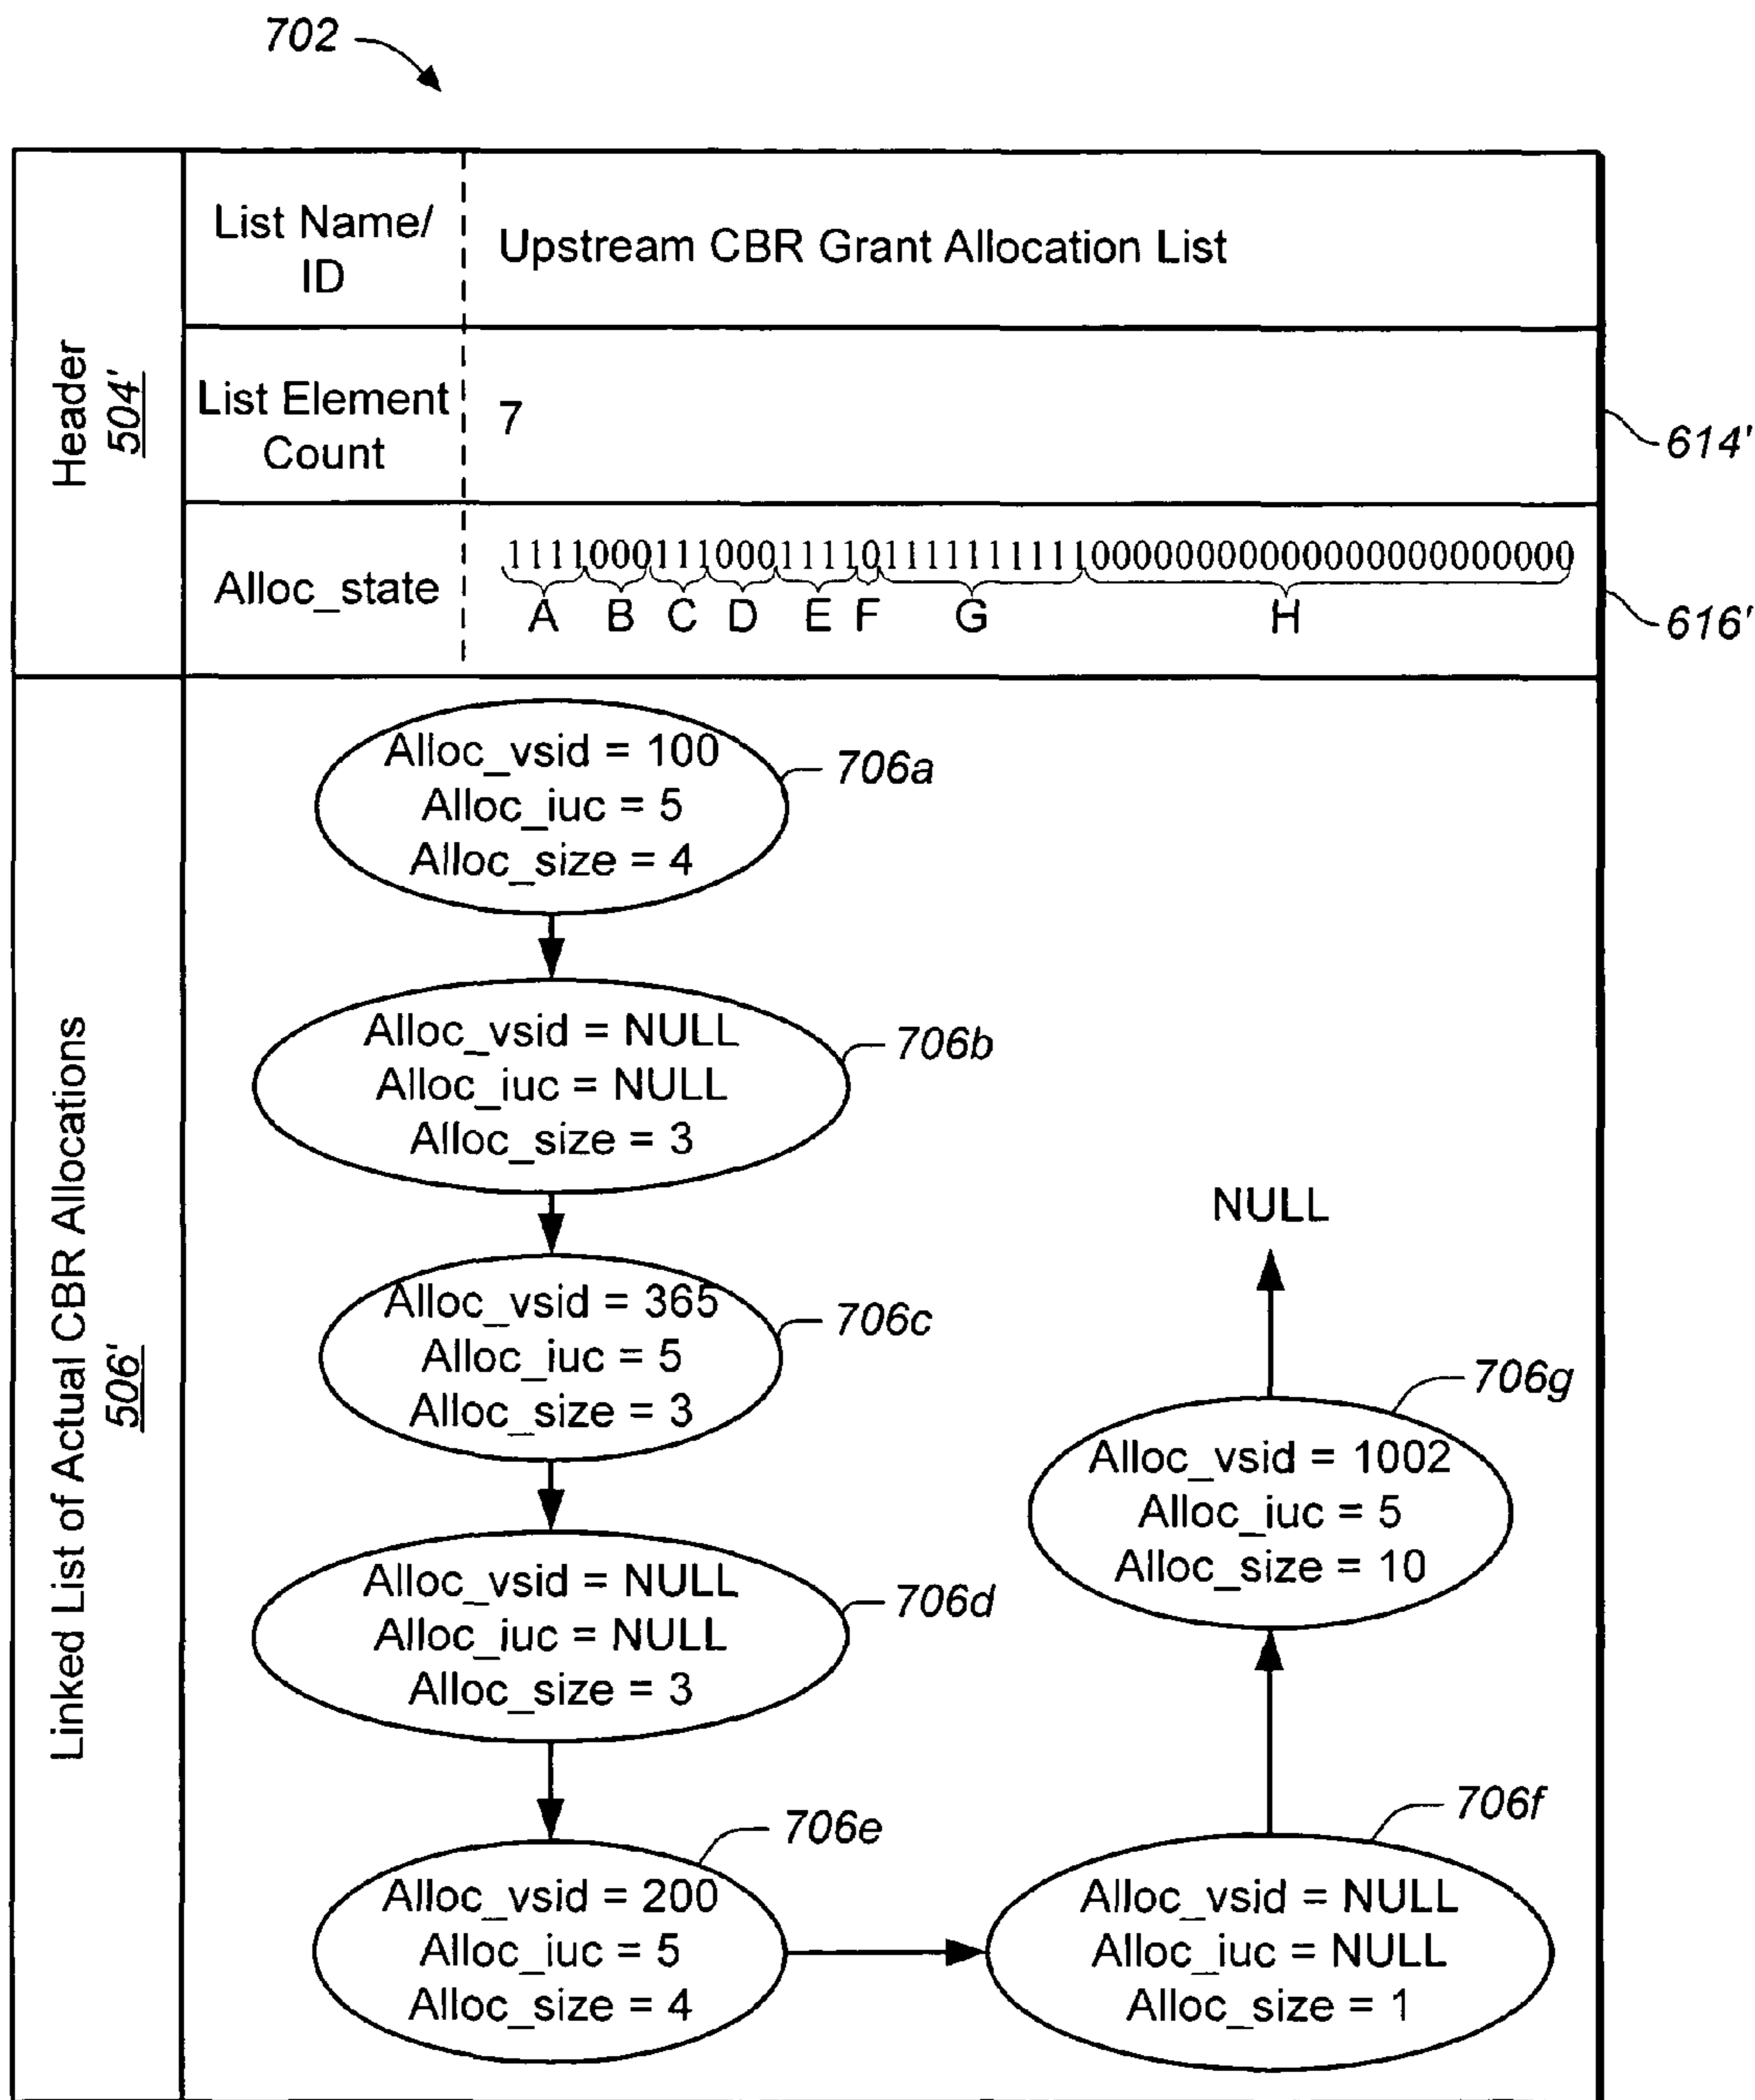 702
Header
504'
List Name/
ID
Upstream CBR Grant Allocation List
List Element
Count
7
614'
Alloc_state
111100011100011110111111111100000000000000000000000
A B C D E F G H
616'
Linked List of Actual CBR Allocations
506'
Alloc_vsid = 100
Alloc_iuc = 5
Alloc_size = 4
706a
Alloc_vsid = NULL
Alloc_iuc = NULL
Alloc_size = 3
706b
Alloc_vsid = 365
Alloc_iuc = 5
Alloc_size = 3
706c
Alloc_vsid = NULL
Alloc_iuc = NULL
Alloc_size = 3
706d
Alloc_vsid = 200
Alloc_iuc = 5
Alloc_size = 4
706e
Alloc_vsid = NULL
Alloc_iuc = NULL
Alloc_size = 1
706f
Alloc_vsid = 1002
Alloc_iuc = 5
Alloc_size = 10
706g
NULL